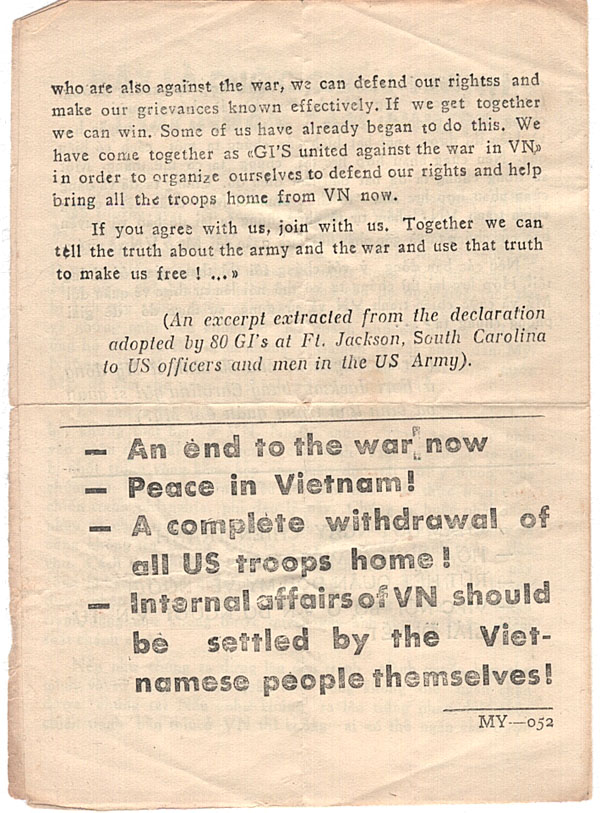 who are also against the war, we can defend our rightss and
make our grievances known effectively. If we get together
we can win. Some of us have already began to do this. We
have come together as «GI'S united against the war in VN»
in order to organize ourselves to defend our rights and help
bring all the troops home from VN now.
If you agree with us, join with us. Together we can
tell the truth about the army and the war and use that truth
to make us free ! ...»
(An excerpt extracted from the declaration
adopted by 80 GI's at Ft. Jackson, South Carolina
to US officers and men in the US Army).
— An end to the war now
— Peace in Vietnam!
— A complete withdrawal of
all US troops home!
— Internal affairs of VN should
be settled by the Viet-
namese people themselves!
MY—052